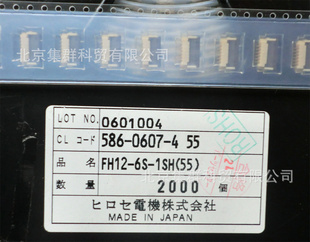 北京集群科贸有限公司
LOT NO. 0601004
CL コード 586-0607-4 55
品名 FH12-6S-1SH(55)
数量 2000 個
ヒロセ電機株式会社
MADE IN JAPAN